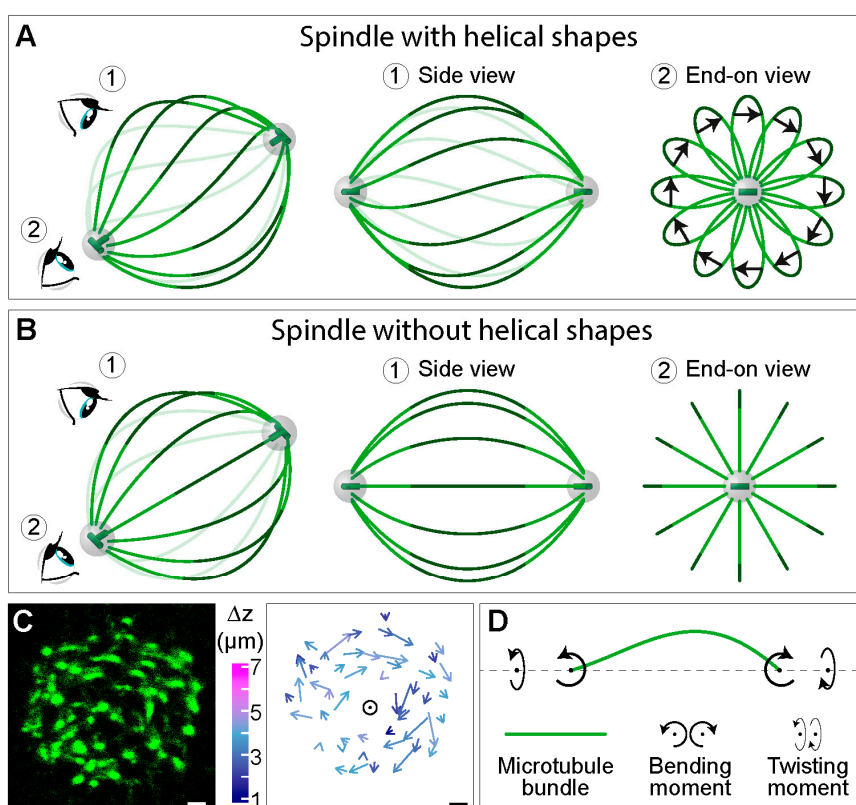 A
Spindle with helical shapes
1
1 Side view
2 End-on view
2
B
Spindle without helical shapes
1
1 Side view
2 End-on view
2
C
Δz
(μm)
7
5
3
1
D
Microtubule
bundle
Bending
moment
Twisting
moment